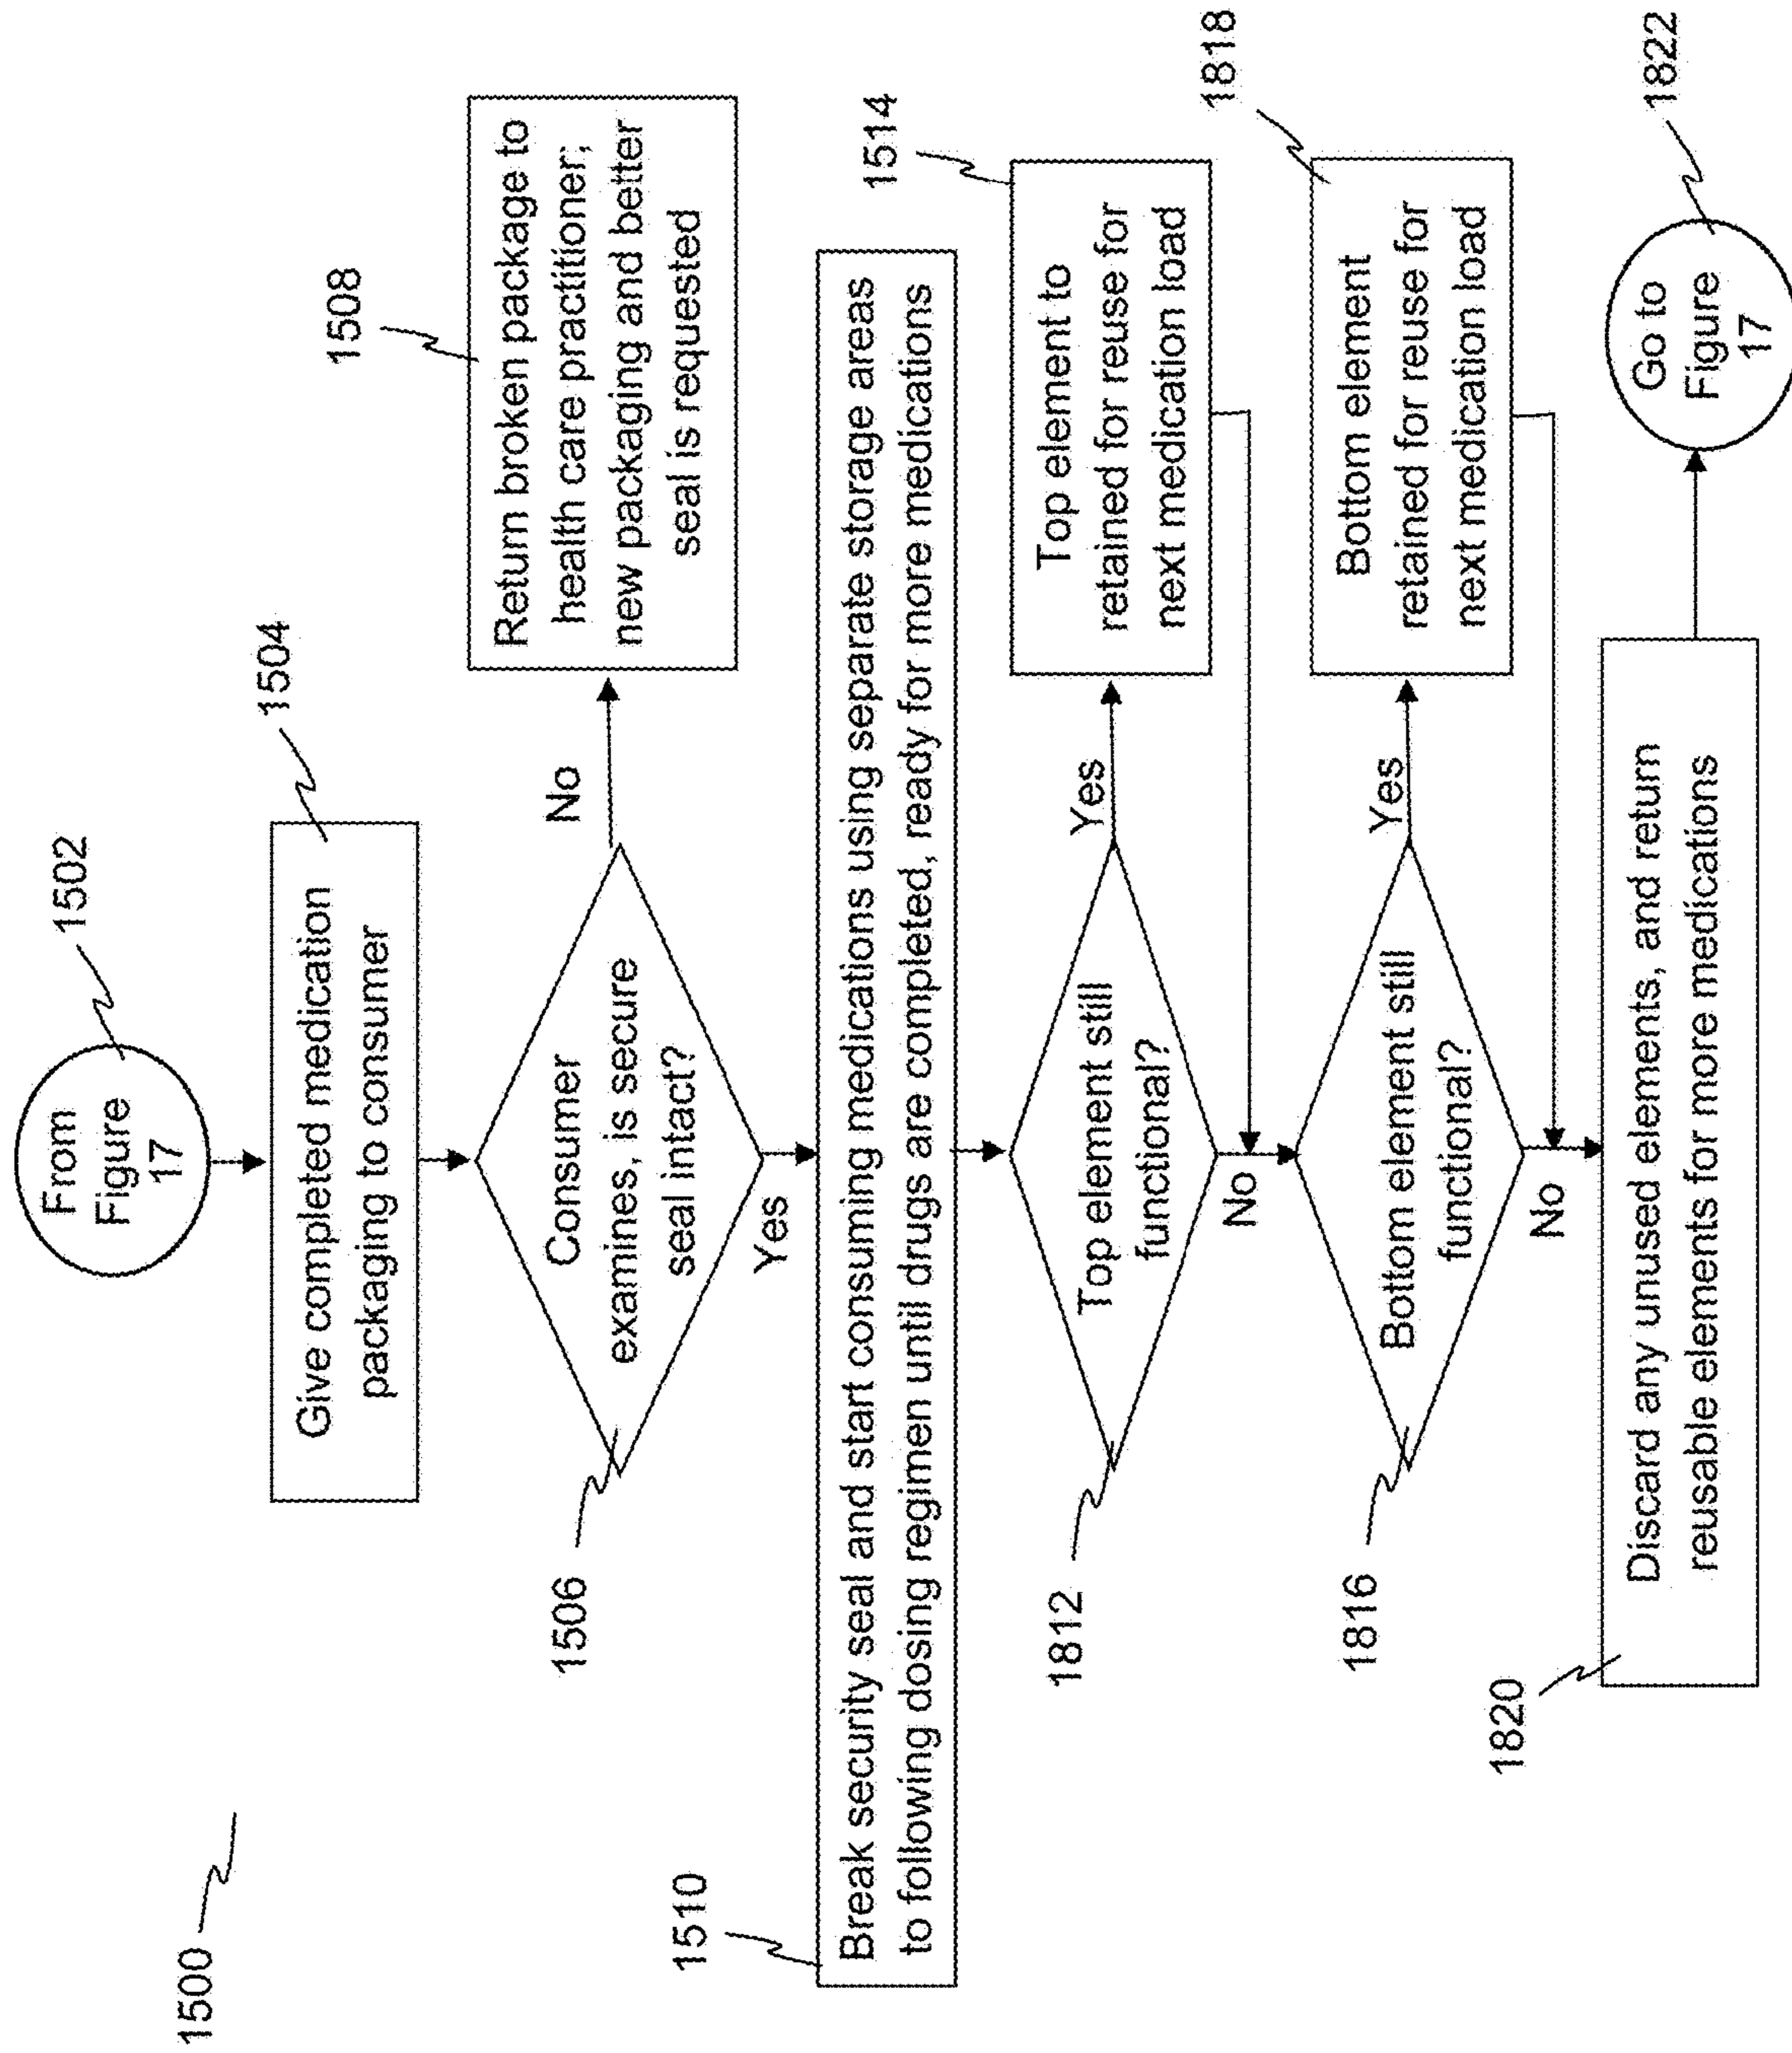 1500
From
Figure
17
1502
Give completed medication
packaging to consumer
1504
Consumer
examines, is secure
seal intact?
1506
No
Return broken package to
health care practitioner;
new packaging and better
seal is requested
1508
Yes
1510
Break security seal and start consuming medications using separate storage areas
to following dosing regimen until drugs are completed, ready for more medications
Top element still
functional?
1812
Yes
Top element to
retained for reuse for
next medication load
1514
No
Bottom element still
functional?
1816
Yes
Bottom element
retained for reuse for
next medication load
1818
No
1820
Discard any unused elements, and return
reusable elements for more medications
Go to
Figure
17
1822